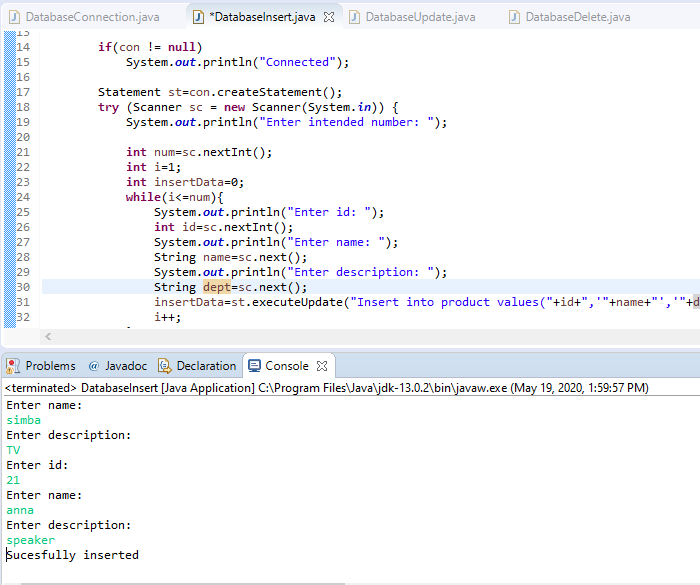 DatabaseConnection.java *DatabaseInsert.java DatabaseUpdate.java DatabaseDelete.java
13
14 if(con != null)
15 System.out.println("Connected");
16
17 Statement st=con.createStatement();
18 try (Scanner sc = new Scanner(System.in)) {
19 System.out.println("Enter intended number: ");
20
21 int num=sc.nextInt();
22 int i=1;
23 int insertData=0;
24 while(i<=num){
25 System.out.println("Enter id: ");
26 int id=sc.nextInt();
27 System.out.println("Enter name: ");
28 String name=sc.next();
29 System.out.println("Enter description: ");
30 String dept=sc.next();
31 insertData=st.executeUpdate("Insert into product values("+id+",'"+name+"','"+d
32 i++;
Problems @ Javadoc Declaration Console
<terminated> DatabaseInsert [Java Application] C:\Program Files\Java\jdk-13.0.2\bin\javaw.exe (May 19, 2020, 1:59:57 PM)
Enter name:
simba
Enter description:
TV
Enter id:
21
Enter name:
anna
Enter description:
speaker
Sucesfully inserted